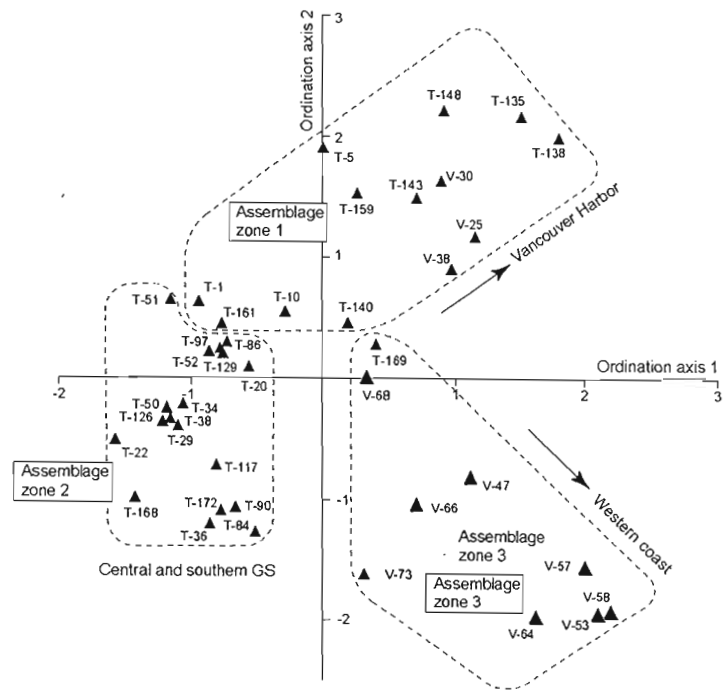 3
Ordination axis 2
T-148
T-135
2
T-138
T-5
V-30
T-143
T-159
Assemblage
zone 1
V-25
Vancouver Harbor
V-38
1
T-51
T-1
T-10
T-161
T-140
T-97
T-86
T-169
T-52
T-129
T-20
Ordination axis 1
-2
-1
1
2
3
V-68
T-50
T-34
T-126
T-38
T-29
T-22
T-117
Assemblage
zone 2
V-47
T-168
-1
T-172
T-90
V-66
Western coast
T-36
T-84
Assemblage
zone 3
Central and southern GS
V-73
V-57
Assemblage
zone 3
V-58
-2
V-64
V-53